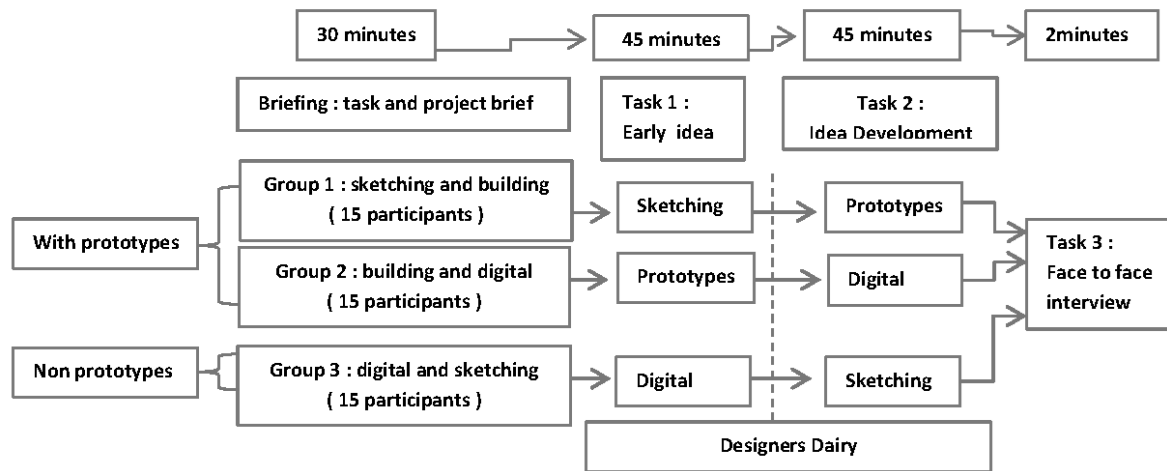 30 minutes
45 minutes
45 minutes
2minutes
Briefing : task and project brief
Task 1 :
Early idea
Task 2 :
Idea Development
With prototypes
Group 1 : sketching and building
( 15 participants )
Sketching
Prototypes
Group 2 : building and digital
( 15 participants )
Prototypes
Digital
Task 3 :
Face to face
interview
Non prototypes
Group 3 : digital and sketching
( 15 participants )
Digital
Sketching
Designers Dairy